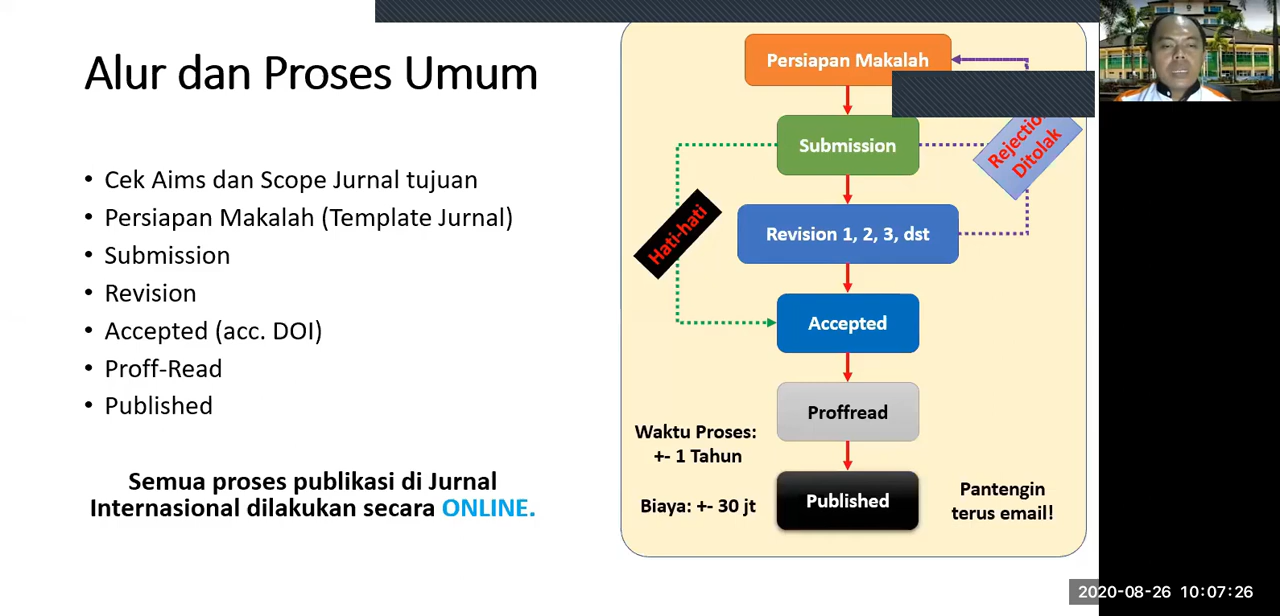 Alur dan Proses Umum
• Cek Aims dan Scope Jurnal tujuan
• Persiapan Makalah (Template Jurnal)
• Submission
• Revision
• Accepted (acc. DOI)
• Proff-Read
• Published
Semua proses publikasi di Jurnal
Internasional dilakukan secara ONLINE.
Persiapan Makalah
Submission
Rejection
Ditolak
Hati-hati
Revision 1, 2, 3, dst
Accepted
Proffread
Waktu Proses:
+- 1 Tahun
Biaya: +- 30 jt
Published
Pantengin
terus email!
2020-08-26 10:07:26